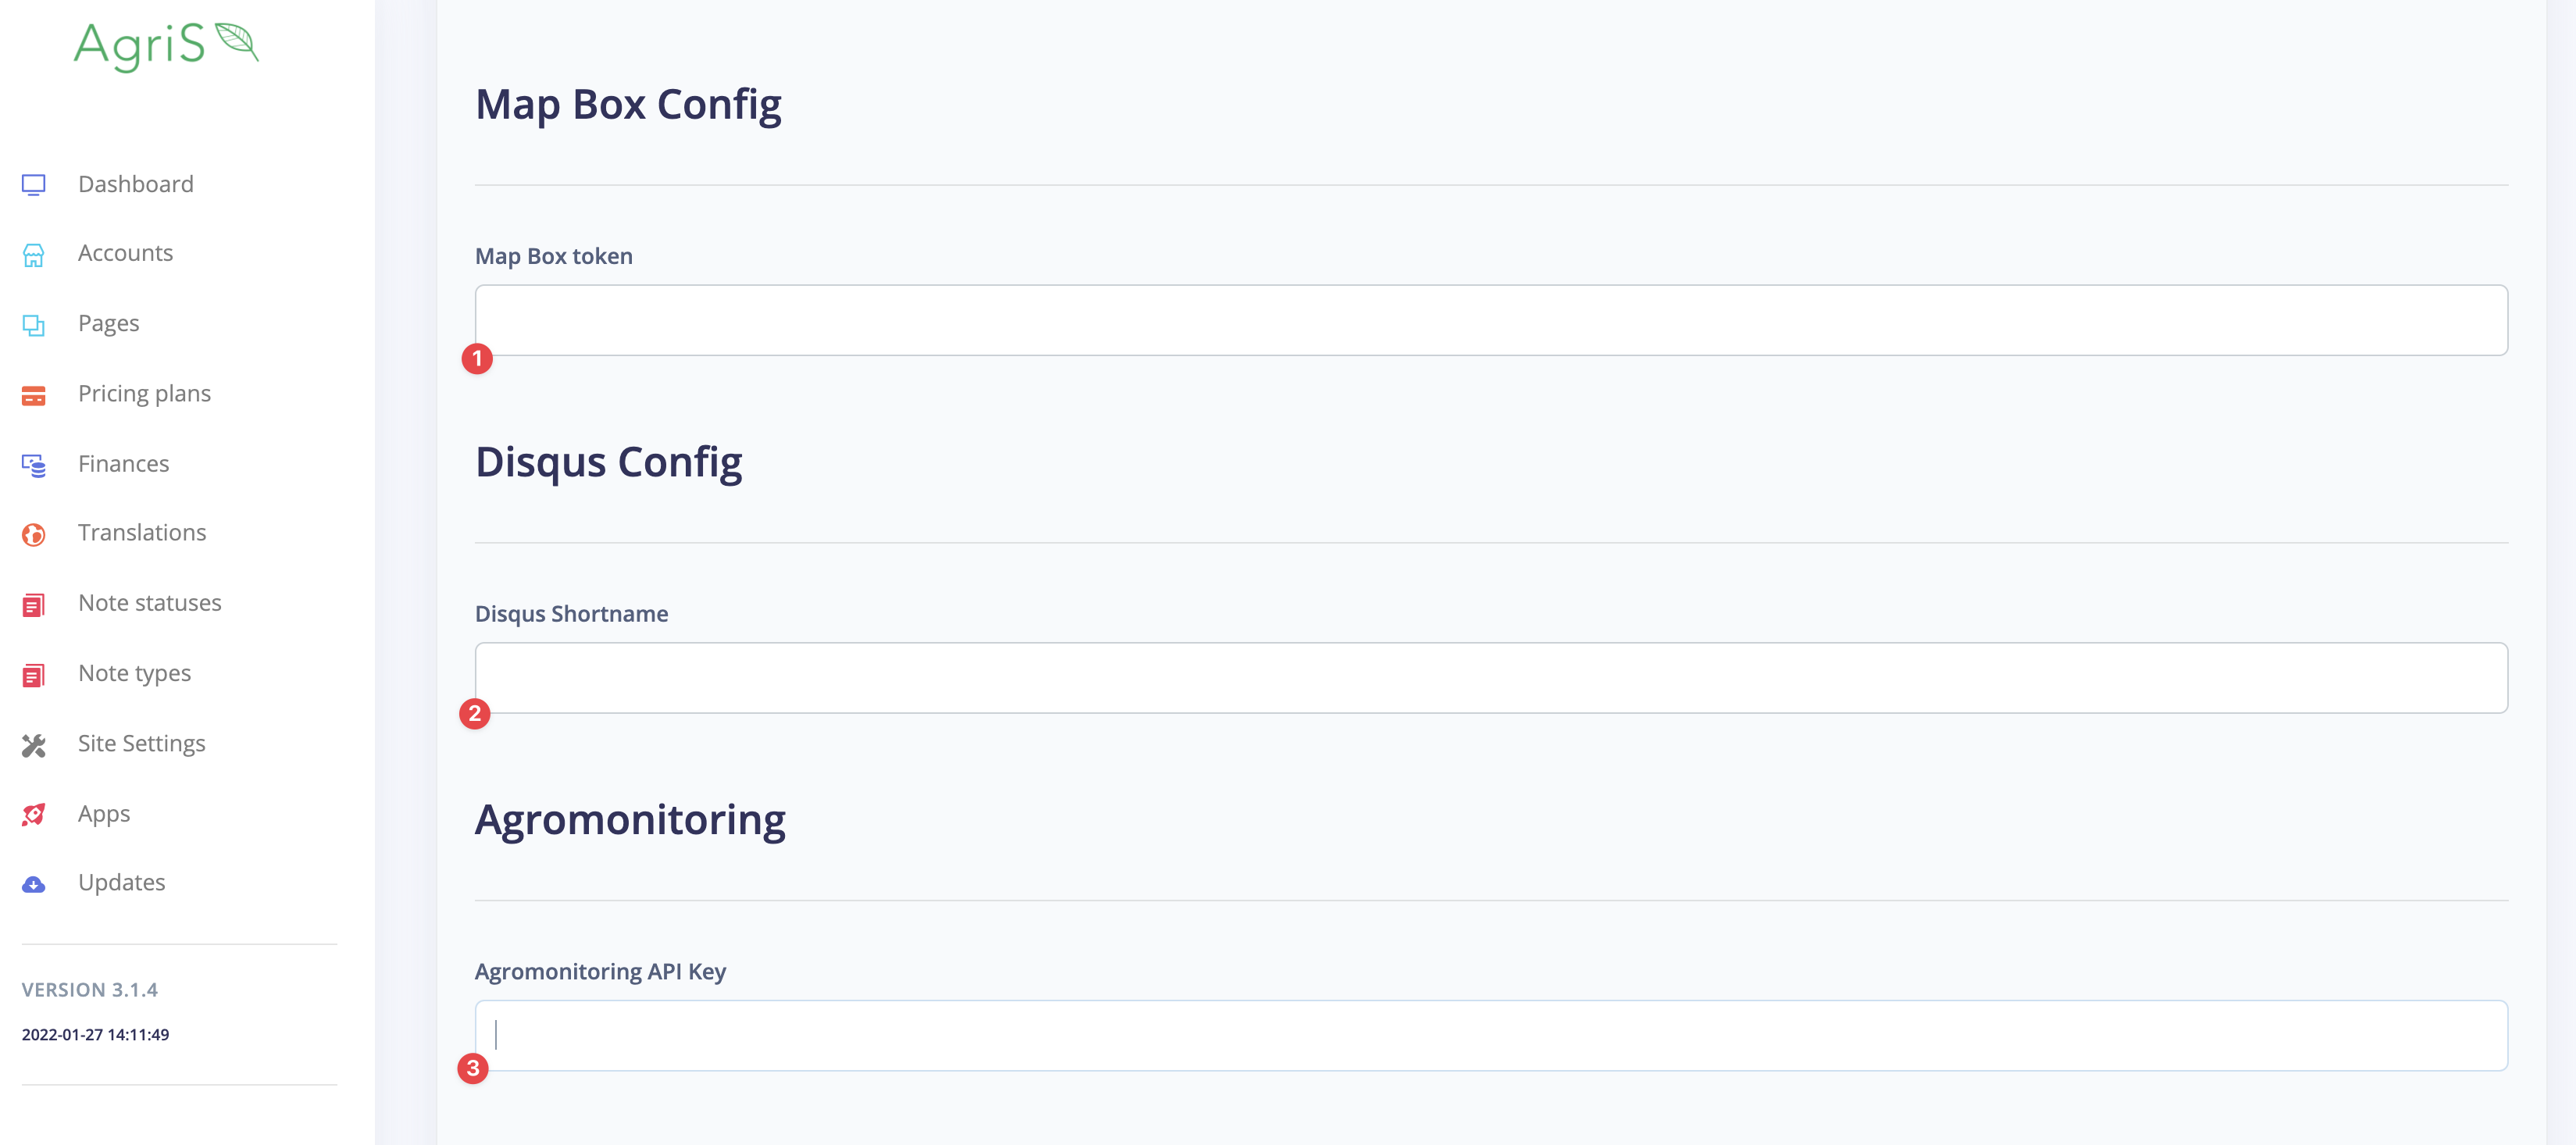 AgriS
Dashboard
Accounts
Pages
Pricing plans
Finances
Translations
Note statuses
Note types
Site Settings
Apps
Updates
VERSION 3.1.4
2022-01-27 14:11:49
Map Box Config
Map Box token
1
Disqus Config
Disqus Shortname
2
Agromonitoring
Agromonitoring API Key
3